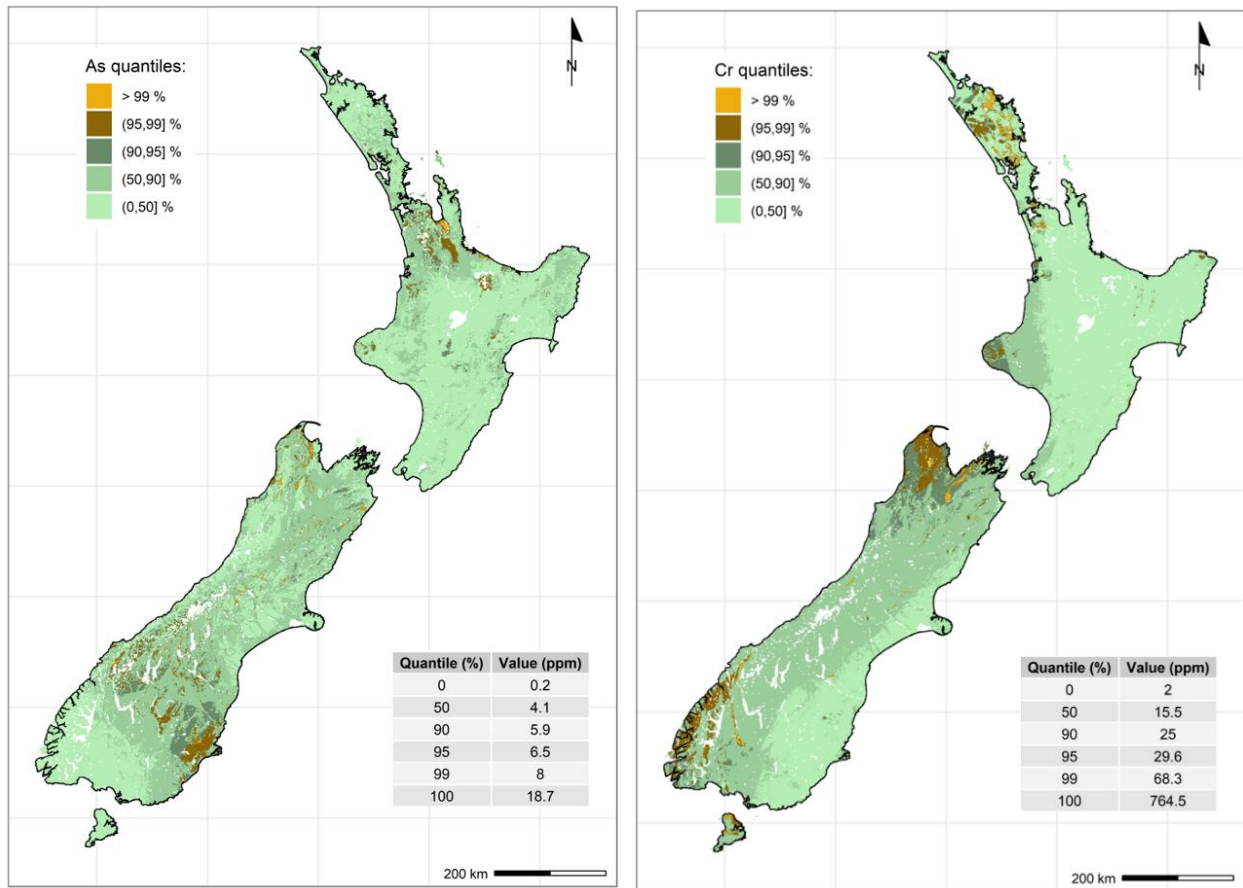 N
As quantiles:
> 99 %
(95,99] %
(90,95] %
(50,90] %
(0,50] %
Quantile (%) Value (ppm)
0 0.2
50 4.1
90 5.9
95 6.5
99 8
100 18.7
200 km
N
Cr quantiles:
> 99 %
(95,99] %
(90,95] %
(50,90] %
(0,50] %
Quantile (%) Value (ppm)
0 2
50 15.5
90 25
95 29.6
99 68.3
100 764.5
200 km